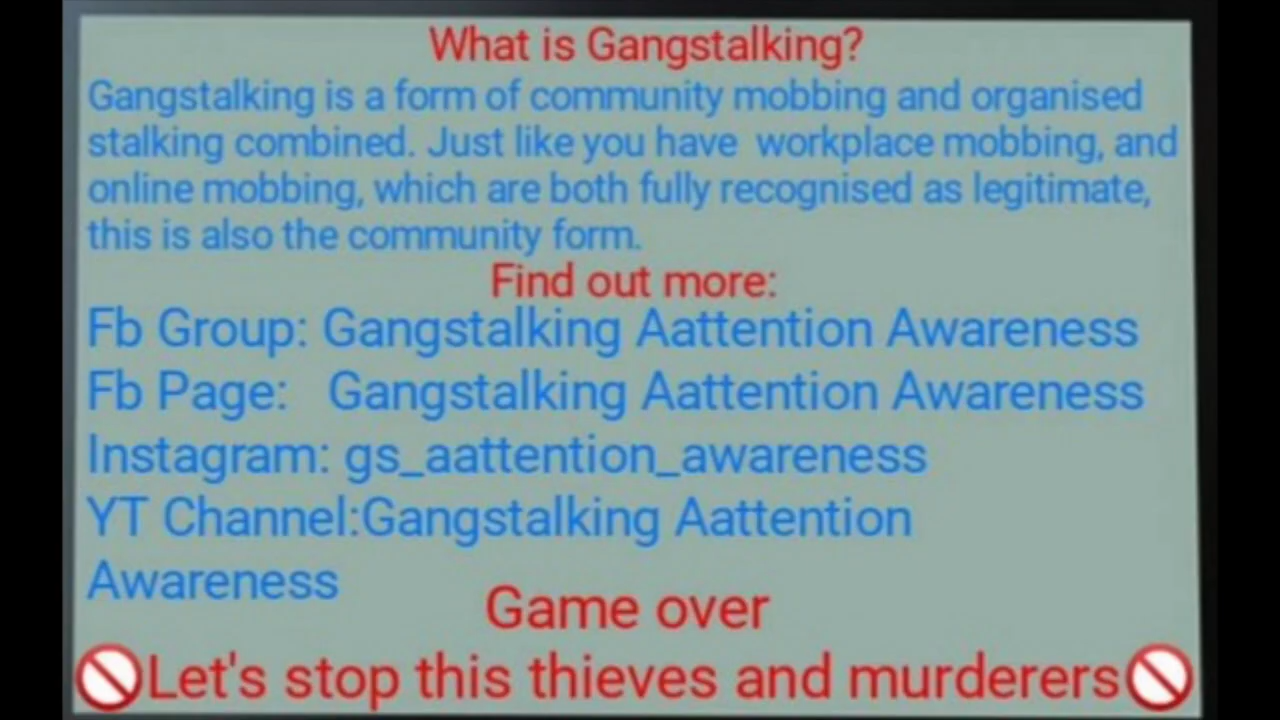 What is Gangstalking?
Gangstalking is a form of community mobbing and organised
stalking combined. Just like you have workplace mobbing, and
online mobbing, which are both fully recognised as legitimate,
this is also the community form.
Find out more:
Fb Group: Gangstalking Aattention Awareness
Fb Page: Gangstalking Aattention Awareness
Instagram: gs_aattention_awareness
YT Channel:Gangstalking Aattention
Awareness
Game over
🚫Let's stop this thieves and murderers🚫